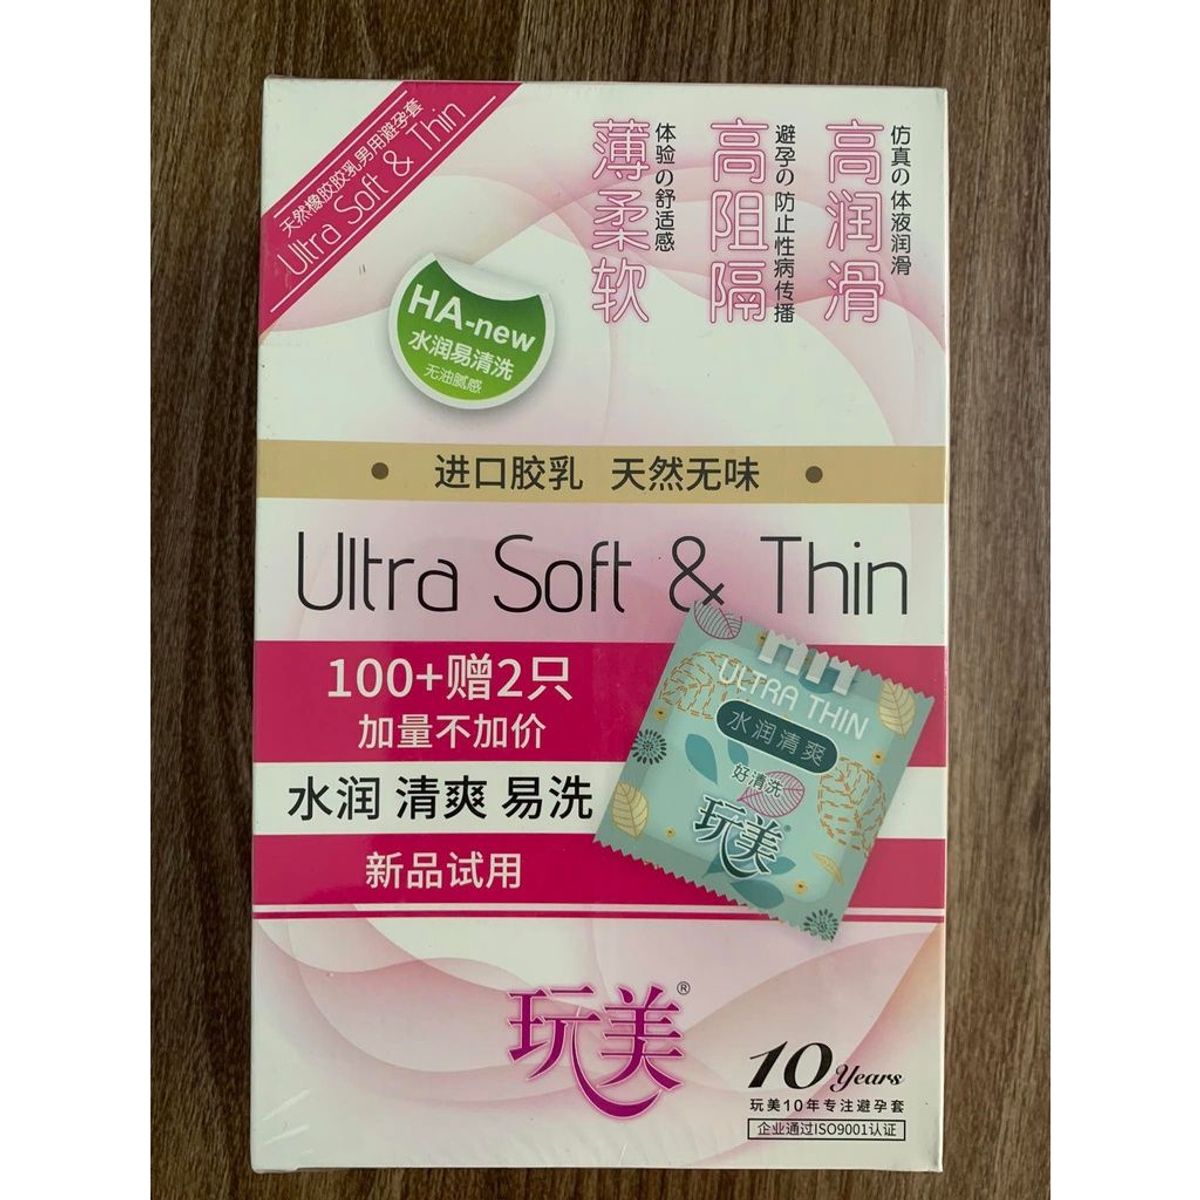 天然橡胶胶乳男用避孕套
Ultra Soft & Thin
高润滑
仿真の体液润滑
高阻隔
避孕の防止性病传播
薄柔软
体验の舒适感
HA-new
水润易清洗
无油腻感
进口胶乳 天然无味
Ultra Soft & Thin
100+赠2只
加量不加价
水润 清爽 易洗
新品试用
ULTRA THIN
水润清爽
好清洗
玩美®
玩美®
10 Years
玩美10年专注避孕套
企业通过ISO9001认证